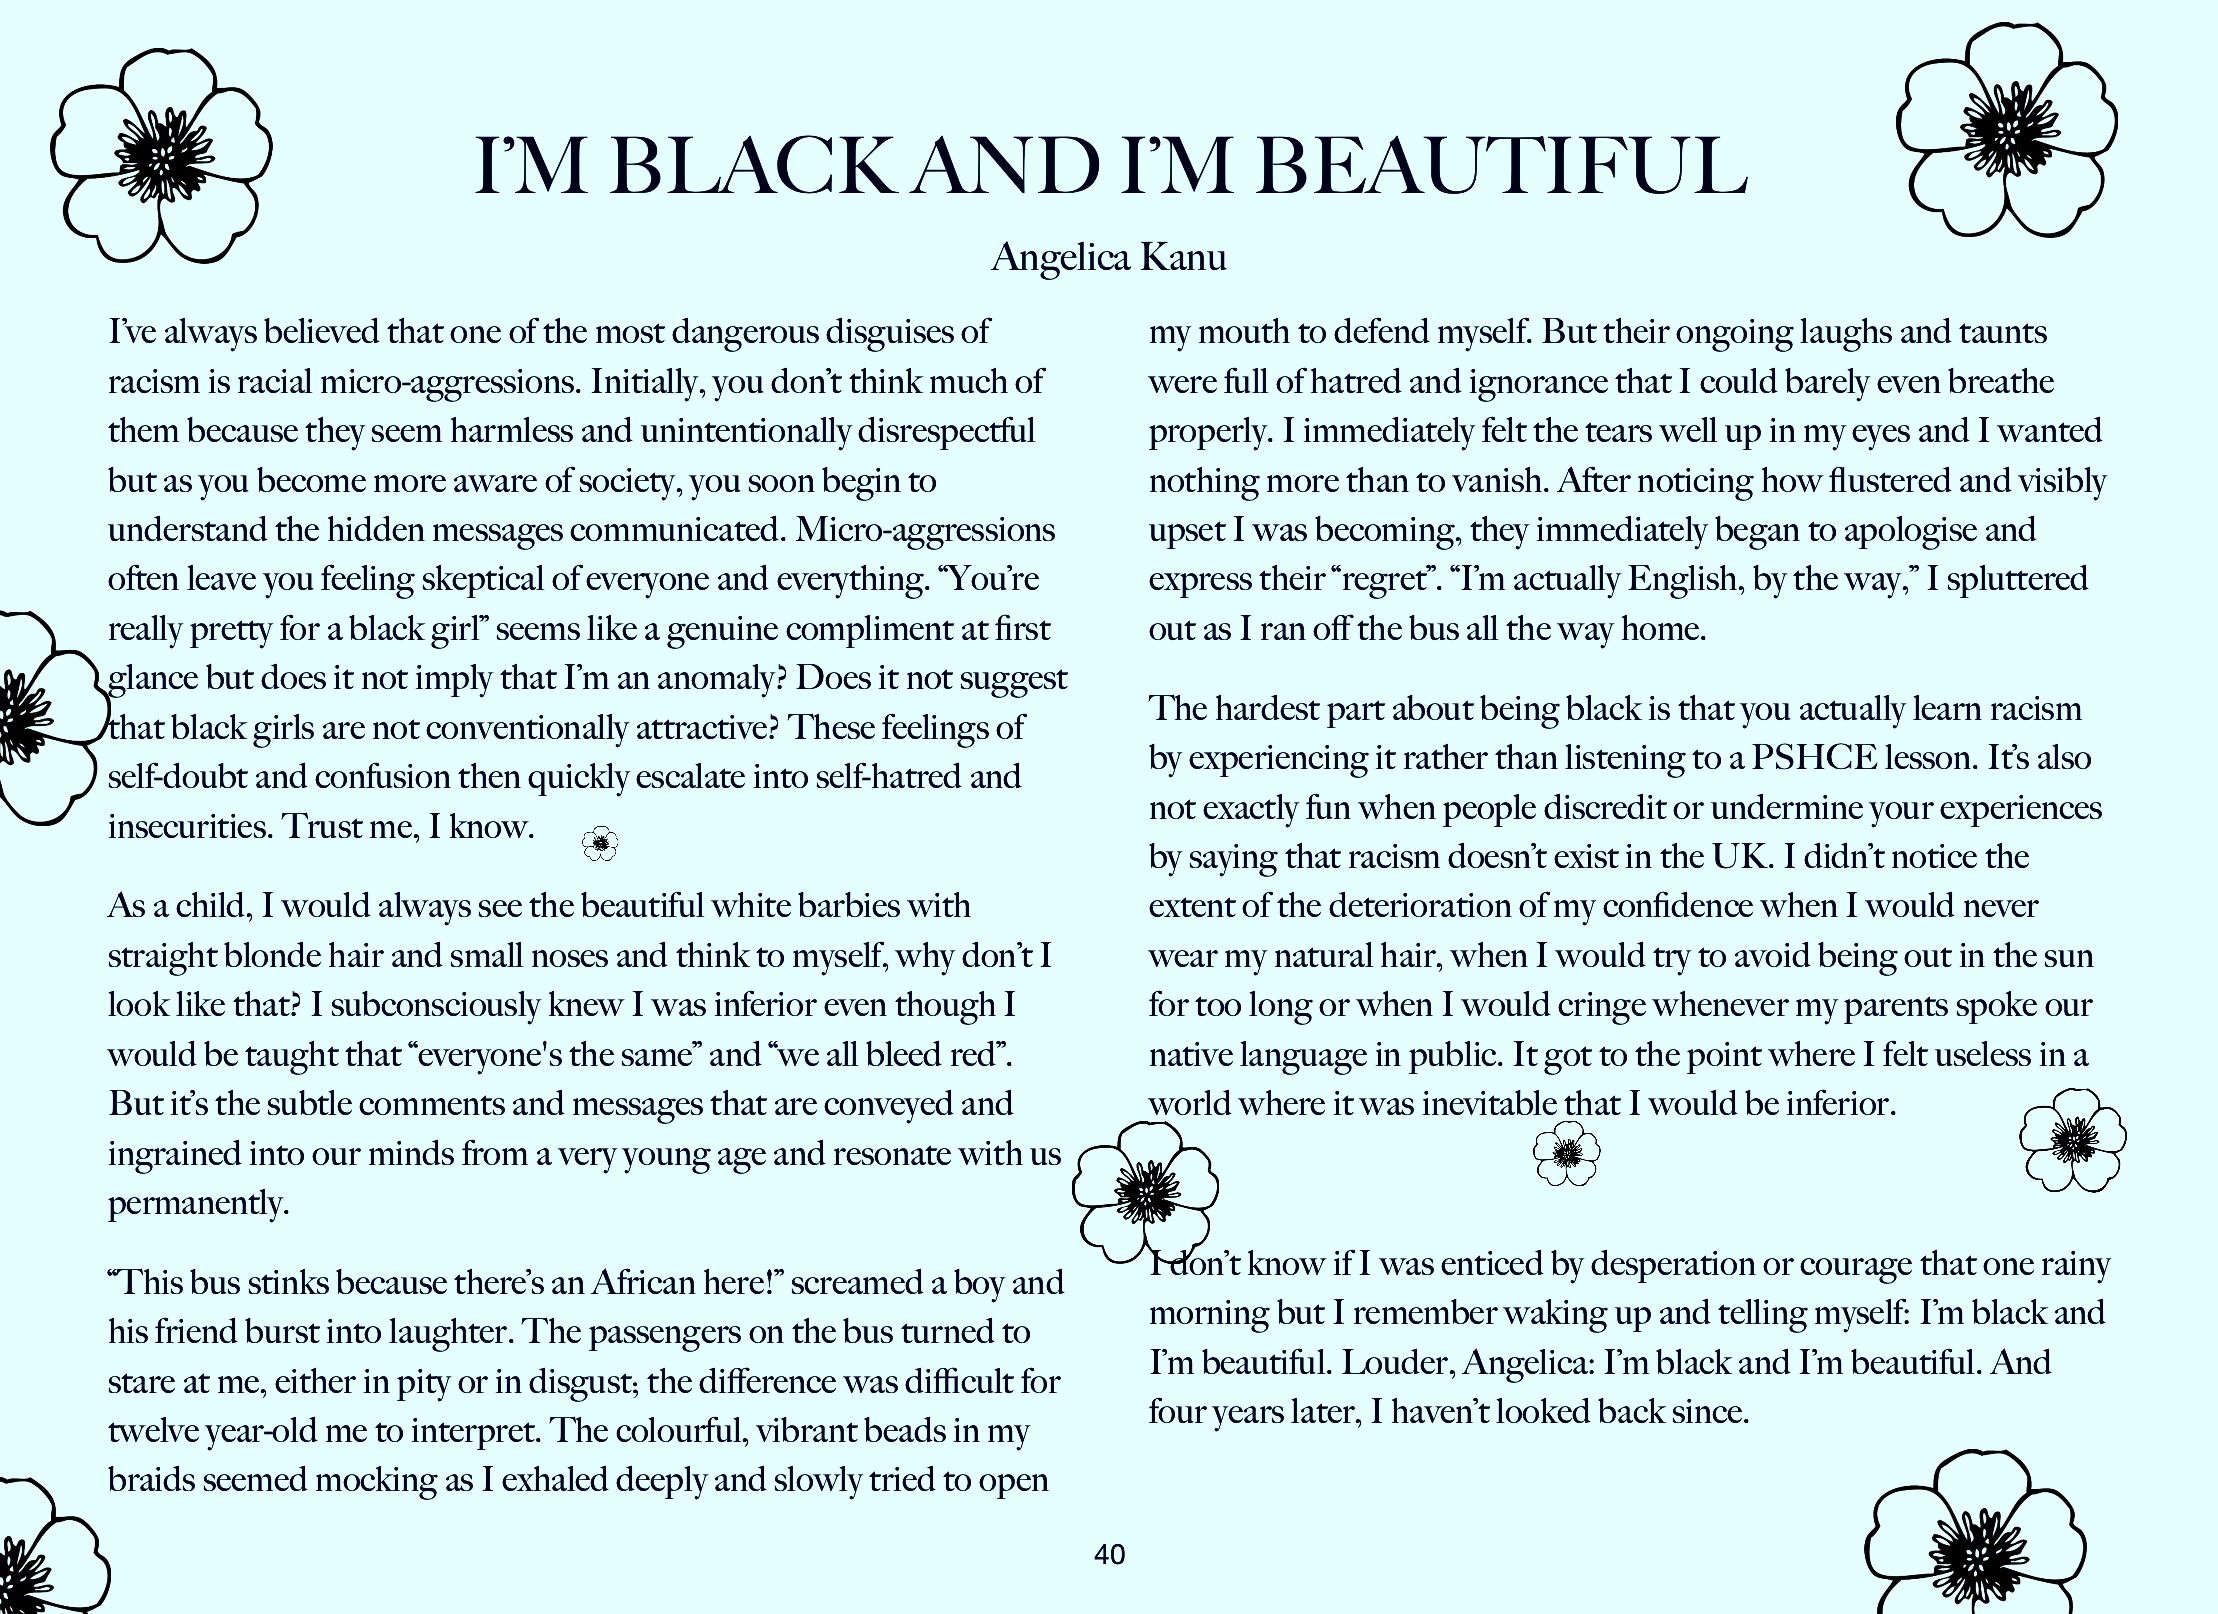 I’M BLACK AND I’M BEAUTIFUL
Angelica Kanu
I’ve always believed that one of the most dangerous disguises of
racism is racial micro-aggressions. Initially, you don’t think much of
them because they seem harmless and unintentionally disrespectful
but as you become more aware of society, you soon begin to
understand the hidden messages communicated. Micro-aggressions
often leave you feeling skeptical of everyone and everything. “You’re
really pretty for a black girl” seems like a genuine compliment at first
glance but does it not imply that I’m an anomaly? Does it not suggest
that black girls are not conventionally attractive? These feelings of
self-doubt and confusion then quickly escalate into self-hatred and
insecurities. Trust me, I know.
As a child, I would always see the beautiful white barbies with
straight blonde hair and small noses and think to myself, why don’t I
look like that? I subconsciously knew I was inferior even though I
would be taught that “everyone's the same” and “we all bleed red”.
But it’s the subtle comments and messages that are conveyed and
ingrained into our minds from a very young age and resonate with us
permanently.
“This bus stinks because there’s an African here!” screamed a boy and
his friend burst into laughter. The passengers on the bus turned to
stare at me, either in pity or in disgust; the difference was difficult for
twelve year-old me to interpret. The colourful, vibrant beads in my
braids seemed mocking as I exhaled deeply and slowly tried to open
my mouth to defend myself. But their ongoing laughs and taunts
were full of hatred and ignorance that I could barely even breathe
properly. I immediately felt the tears well up in my eyes and I wanted
nothing more than to vanish. After noticing how flustered and visibly
upset I was becoming, they immediately began to apologise and
express their “regret”. “I’m actually English, by the way,” I spluttered
out as I ran off the bus all the way home.
The hardest part about being black is that you actually learn racism
by experiencing it rather than listening to a PSHCE lesson. It’s also
not exactly fun when people discredit or undermine your experiences
by saying that racism doesn’t exist in the UK. I didn’t notice the
extent of the deterioration of my confidence when I would never
wear my natural hair, when I would try to avoid being out in the sun
for too long or when I would cringe whenever my parents spoke our
native language in public. It got to the point where I felt useless in a
world where it was inevitable that I would be inferior.
I don’t know if I was enticed by desperation or courage that one rainy
morning but I remember waking up and telling myself: I’m black and
I’m beautiful. Louder, Angelica: I’m black and I’m beautiful. And
four years later, I haven’t looked back since.
40